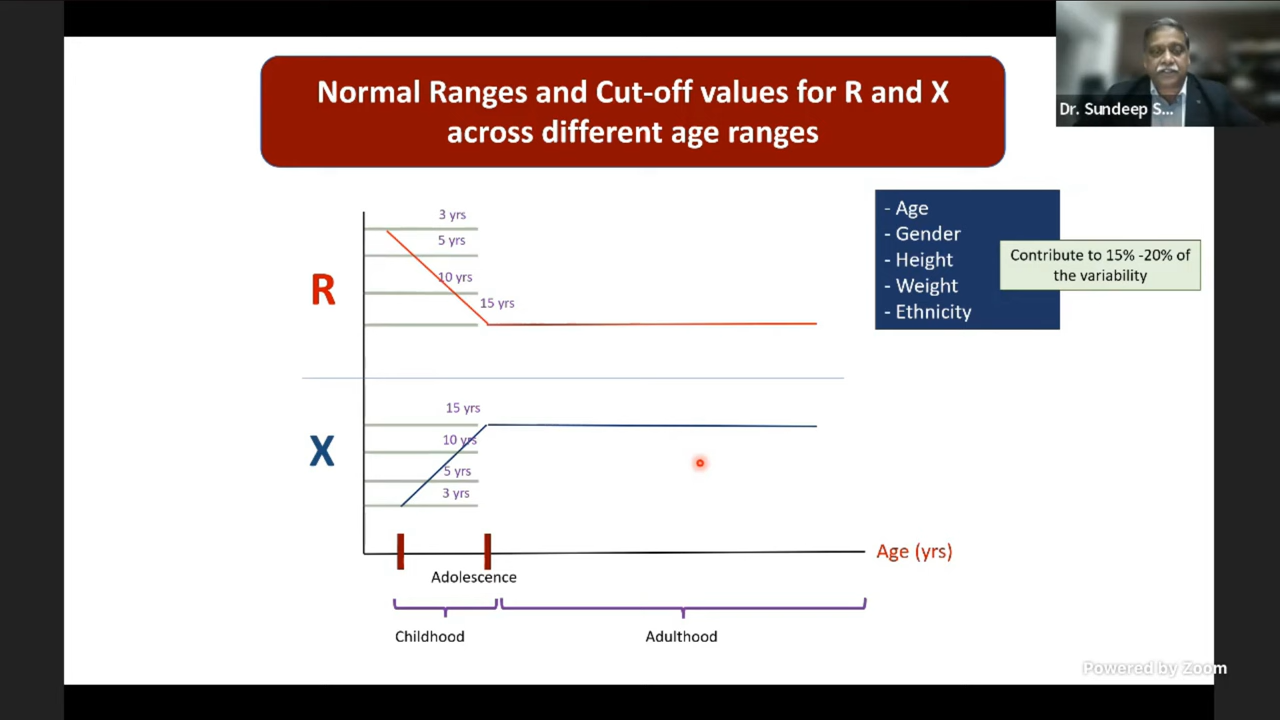 Normal Ranges and Cut-off values for R and X
across different age ranges
Dr. Sundeep S...
3 yrs
5 yrs
10 yrs
15 yrs
R
- Age
- Gender
- Height
- Weight
- Ethnicity
Contribute to 15% -20% of
the variability
15 yrs
10 yrs
5 yrs
3 yrs
X
Age (yrs)
Adolescence
Childhood
Adulthood
Powered by Zoom